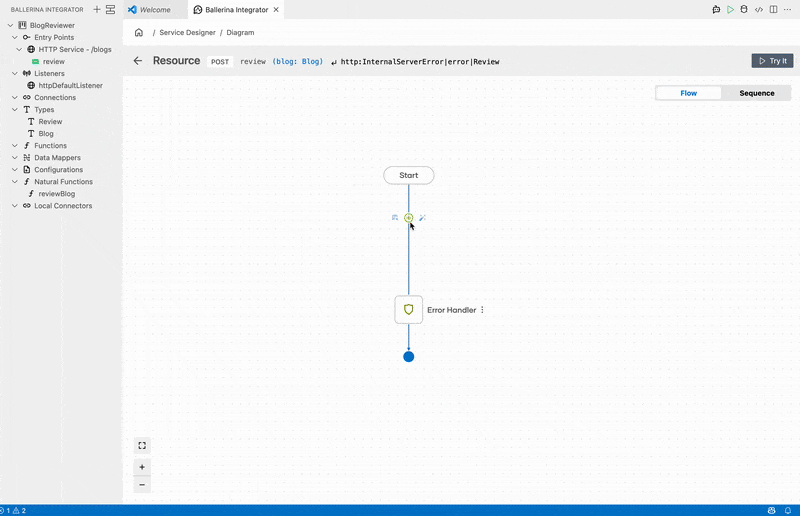 BALLERINA INTEGRATOR
Welcome
Ballerina Integrator
BlogReviewer
Entry Points
HTTP Service - /blogs
review
Listeners
httpDefaultListener
Connections
Types
Review
Blog
Functions
Data Mappers
Configurations
Natural Functions
reviewBlog
Local Connectors
/ Service Designer / Diagram
Resource POST review (blog: Blog) ↵ http:InternalServerError|error|Review
Try It
Flow
Sequence
Start
Error Handler
1 2